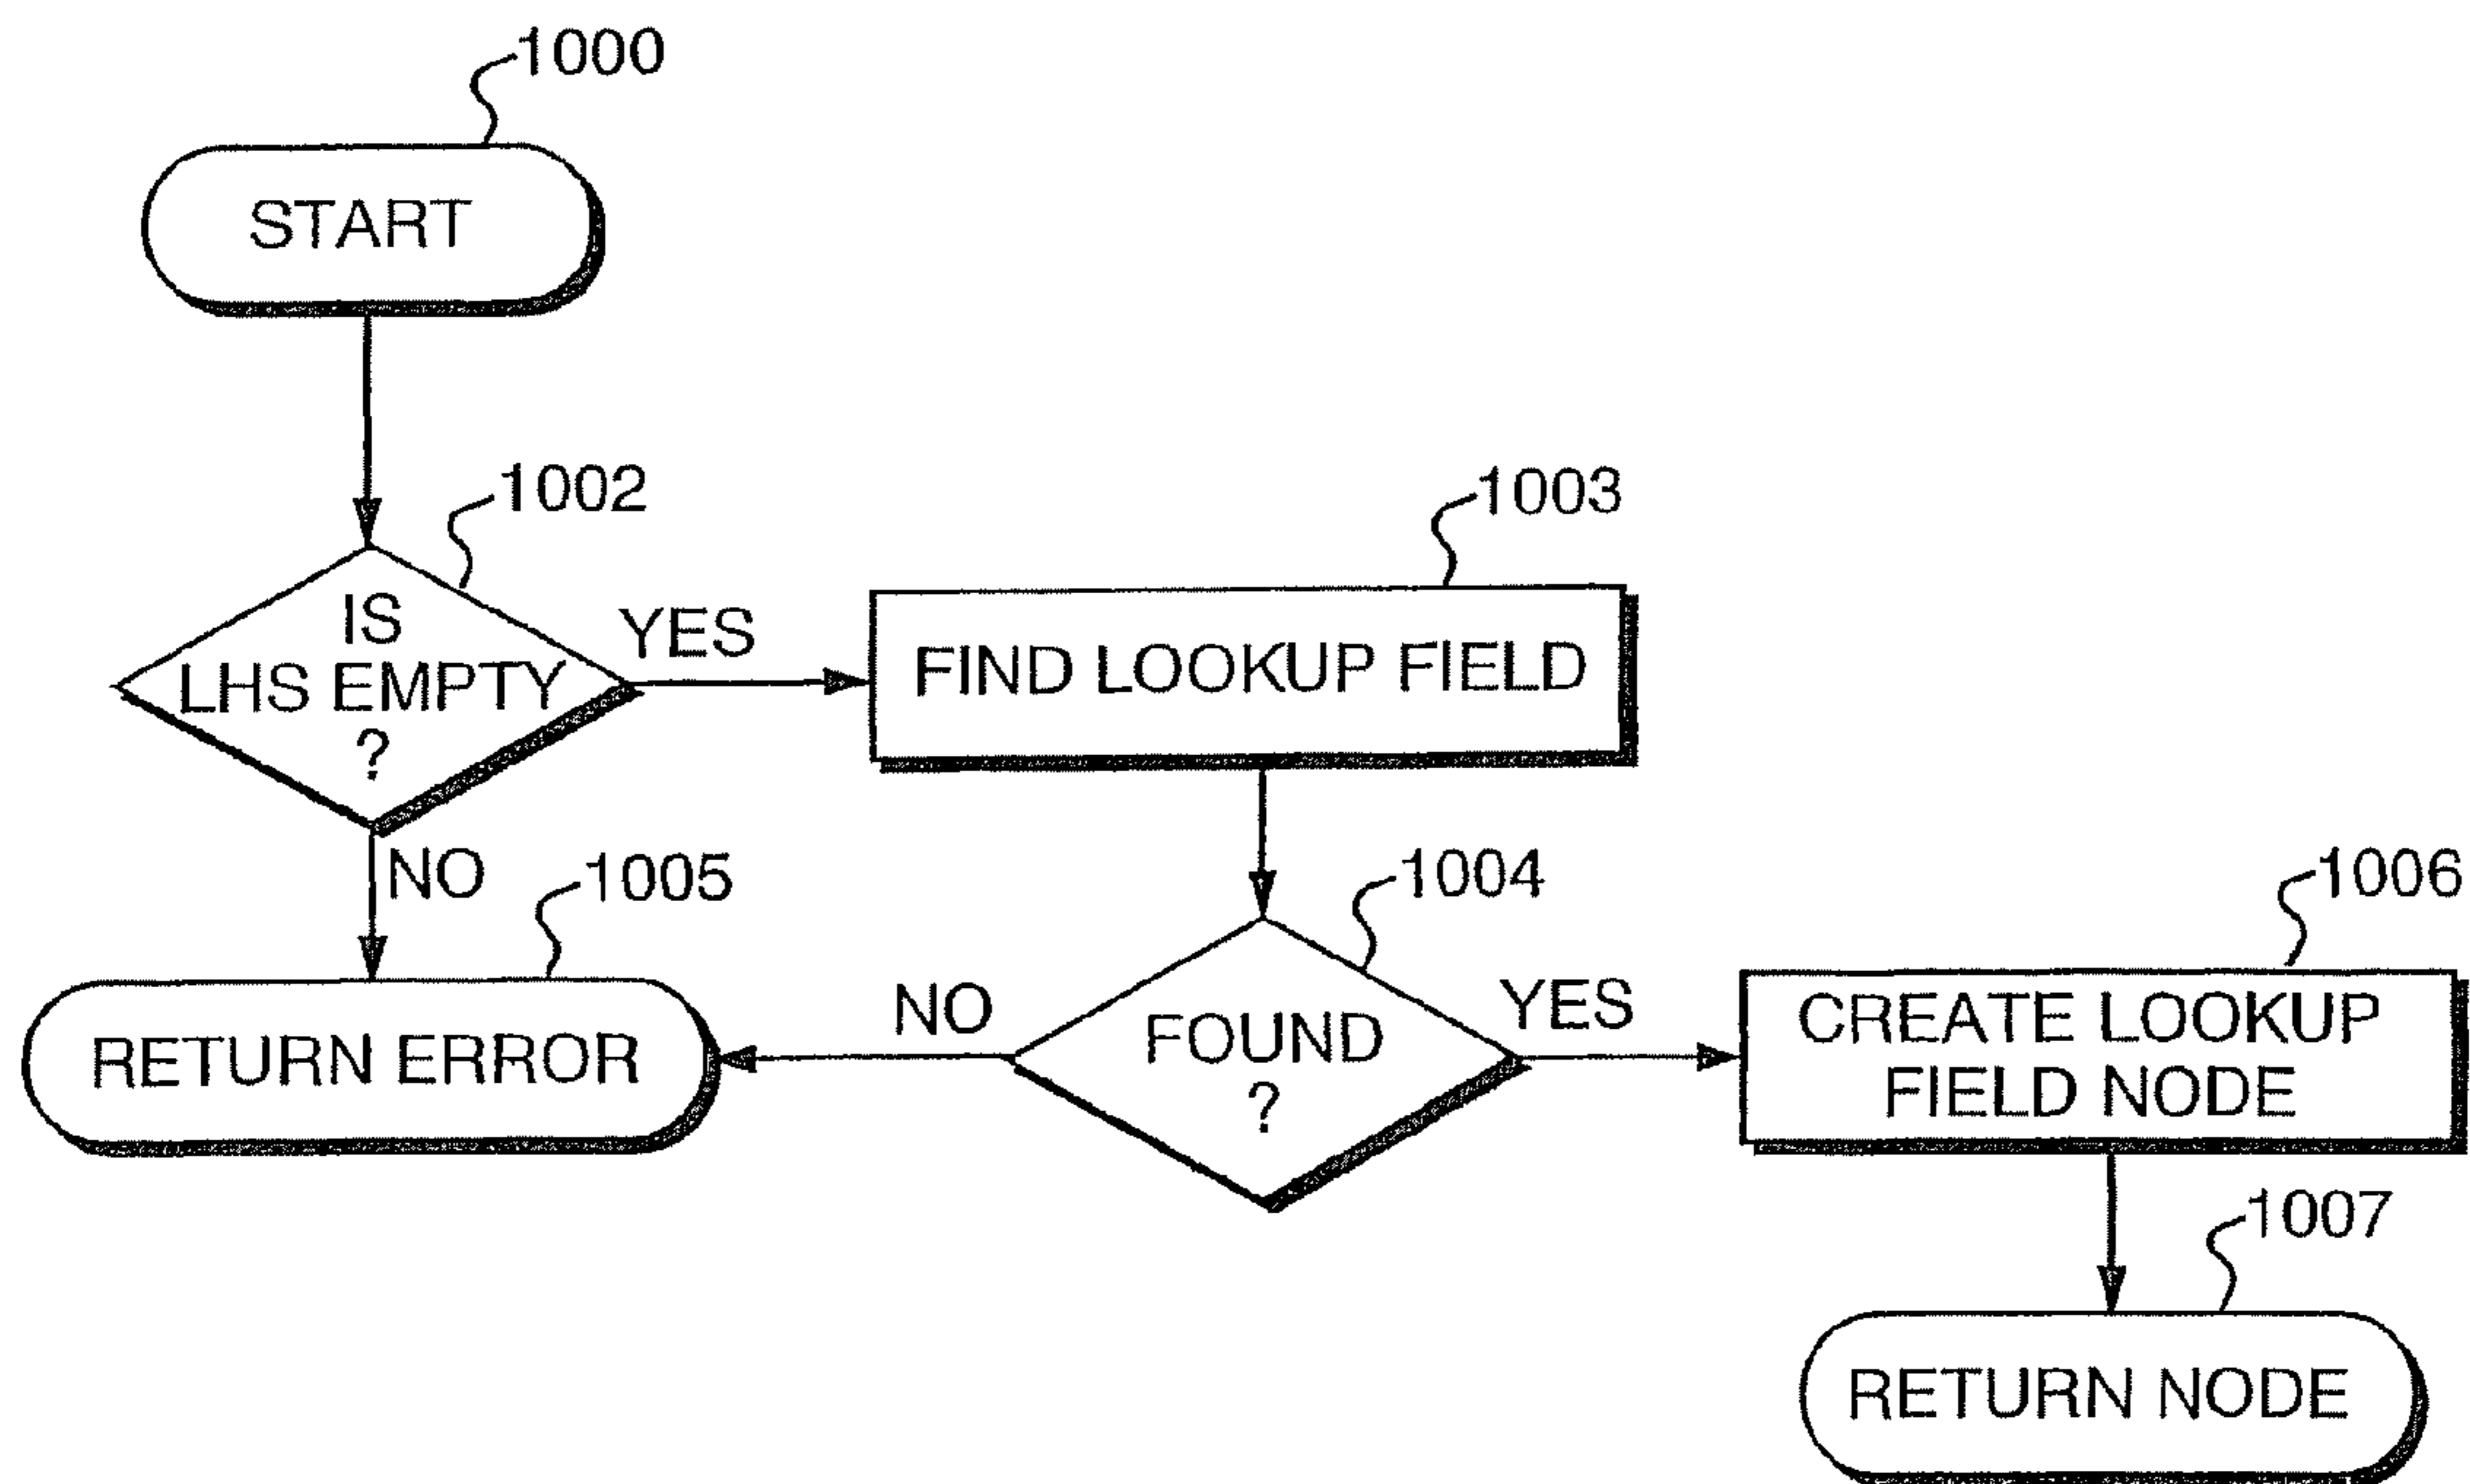 1000
START
1002
IS
LHS EMPTY
?
YES
NO
1003
FIND LOOKUP FIELD
1004
FOUND
?
NO
YES
1005
RETURN ERROR
1006
CREATE LOOKUP
FIELD NODE
1007
RETURN NODE